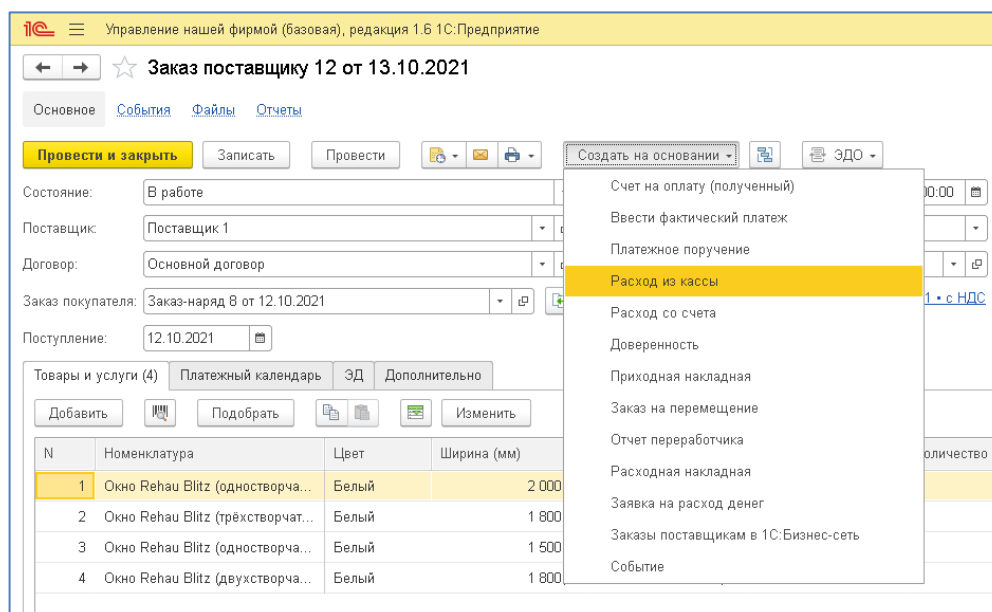 1С Управление нашей фирмой (базовая), редакция 1.6 1С:Предприятие
Заказ поставщику 12 от 13.10.2021
Основное События Файлы Отчеты
Провести и закрыть Записать Провести Создать на основании ЭДО
Состояние: В работе 00:00
Поставщик: Поставщик 1
Договор: Основной договор
Заказ покупателя: Заказ-наряд 8 от 12.10.2021 1 • с НДС
Поступление: 12.10.2021
Счет на оплату (полученный)
Ввести фактический платеж
Платежное поручение
Расход из кассы
Расход со счета
Доверенность
Приходная накладная
Заказ на перемещение
Отчет переработчика
Расходная накладная
Заявка на расход денег
Заказы поставщикам в 1С:Бизнес-сеть
Событие
Товары и услуги (4) Платежный календарь ЭД Дополнительно
Добавить Подобрать Изменить
N Номенклатура Цвет Ширина (мм) оличество
1 Окно Rehau Blitz (одностворча... Белый 2 000
2 Окно Rehau Blitz (трёхстворчат... Белый 1 800
3 Окно Rehau Blitz (одностворча... Белый 1 500
4 Окно Rehau Blitz (двухстворча... Белый 1 800